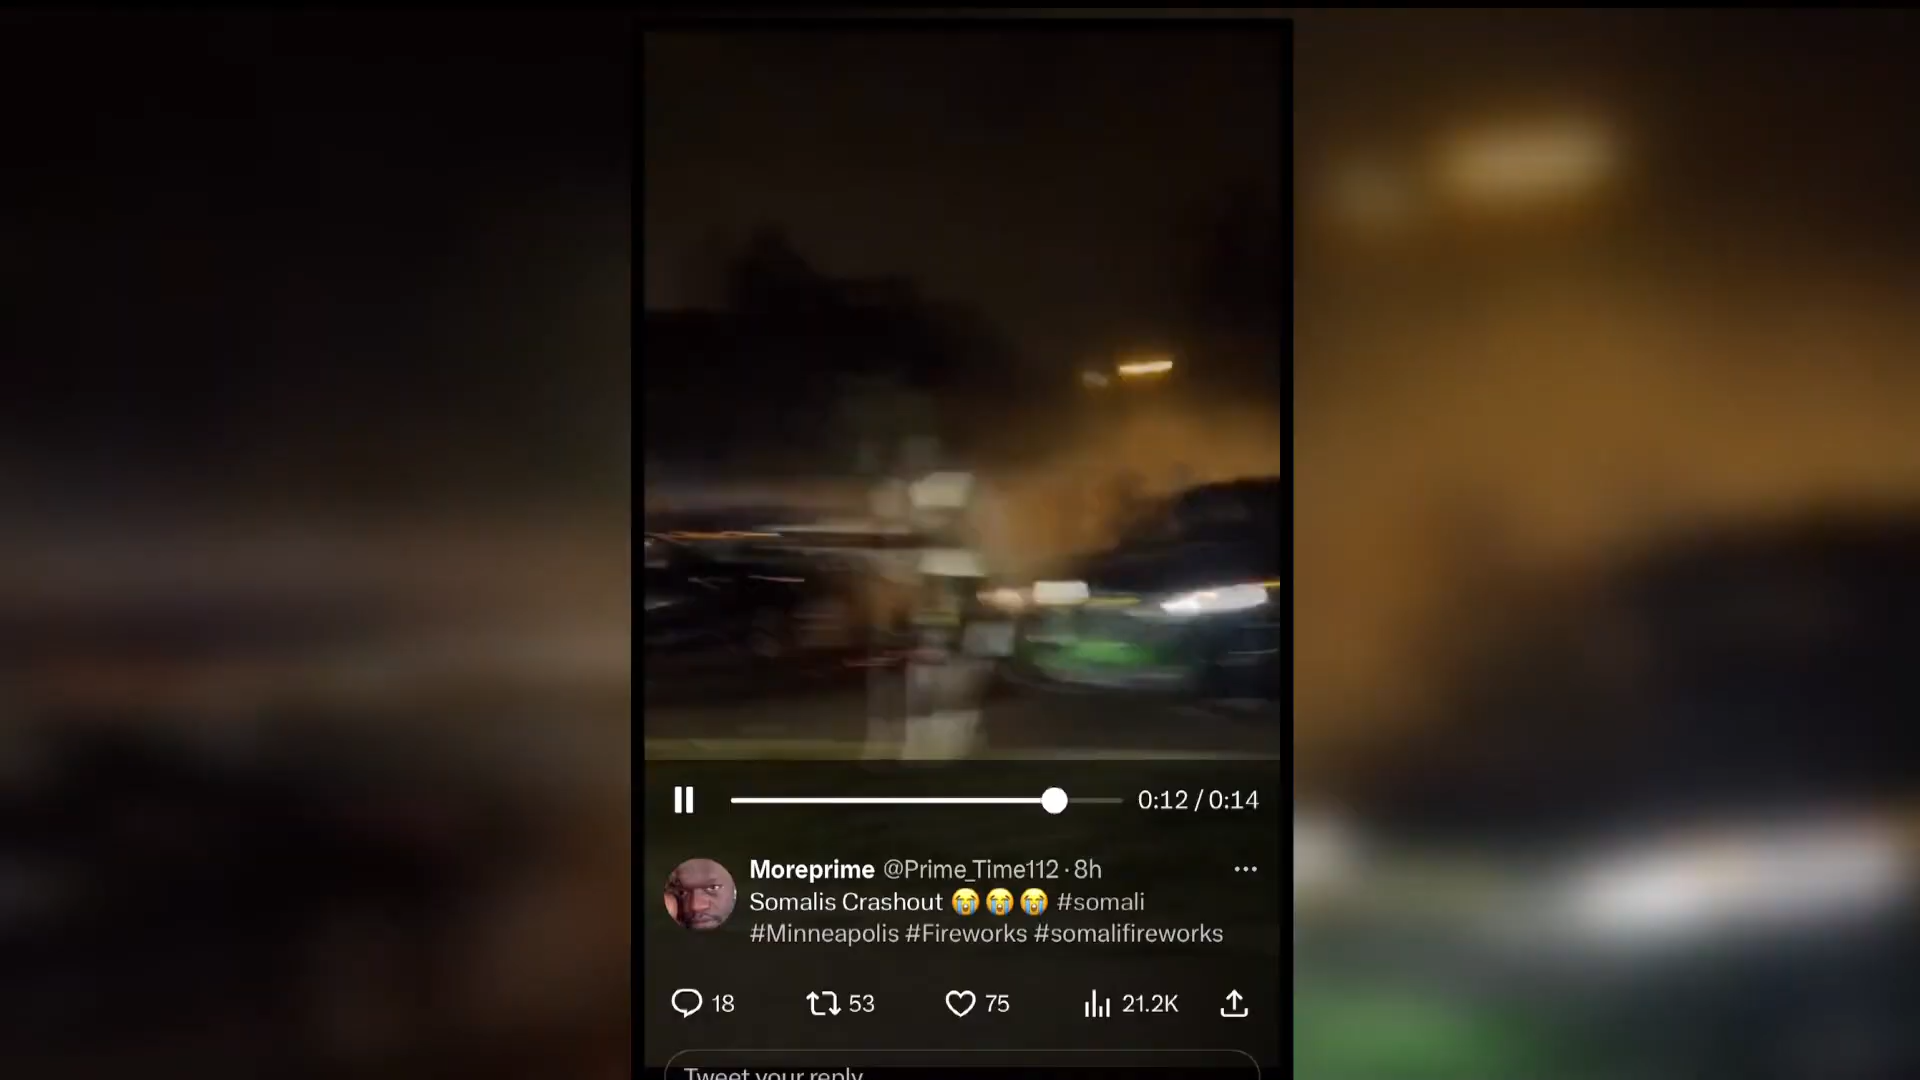 0:12 / 0:14
Moreprime @Prime_Time112 · 8h
Somalis Crashout 😭😭😭 #somali
#Minneapolis #Fireworks #somalifireworks
18 53 75 21.2K
Tweet your reply